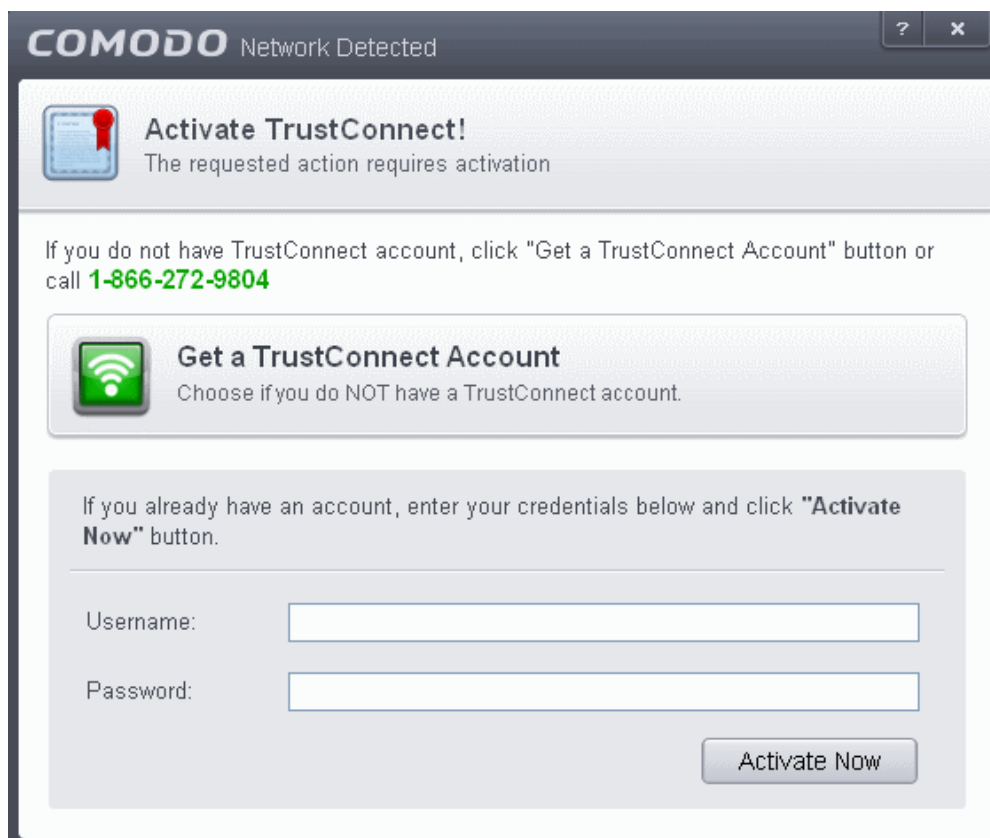 COMODO Network Detected
? x
Activate TrustConnect!
The requested action requires activation
If you do not have TrustConnect account, click "Get a TrustConnect Account" button or
call 1-866-272-9804
Get a TrustConnect Account
Choose if you do NOT have a TrustConnect account.
If you already have an account, enter your credentials below and click "Activate
Now" button.
Username:
Password:
Activate Now